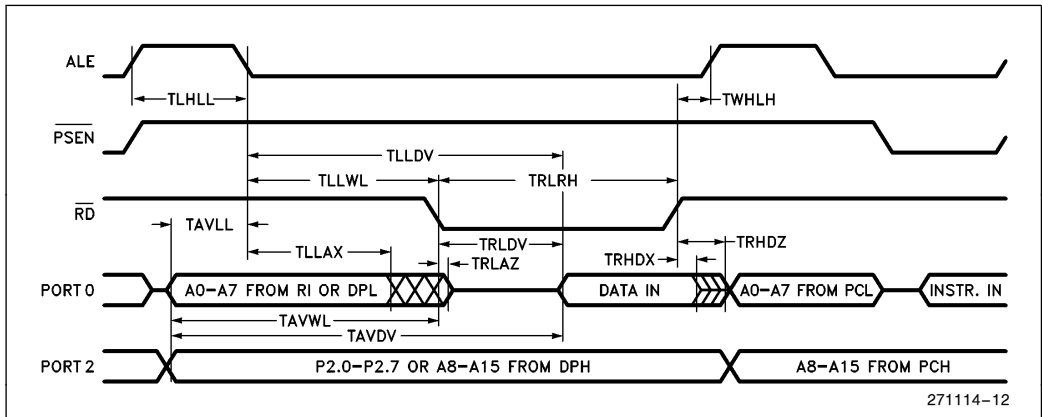 ALE
TLHLL
TWHLH
PSEN
TLLDV
TLLWL
TRLRH
RD
TAVLL
TLLAX
TRLDV
TRLAZ
TRHDX
TRHDZ
PORT 0
A0–A7 FROM RI OR DPL
DATA IN
A0–A7 FROM PCL
INSTR. IN
TAVWL
TAVDV
PORT 2
P2.0–P2.7 OR A8–A15 FROM DPH
A8–A15 FROM PCH
271114–12